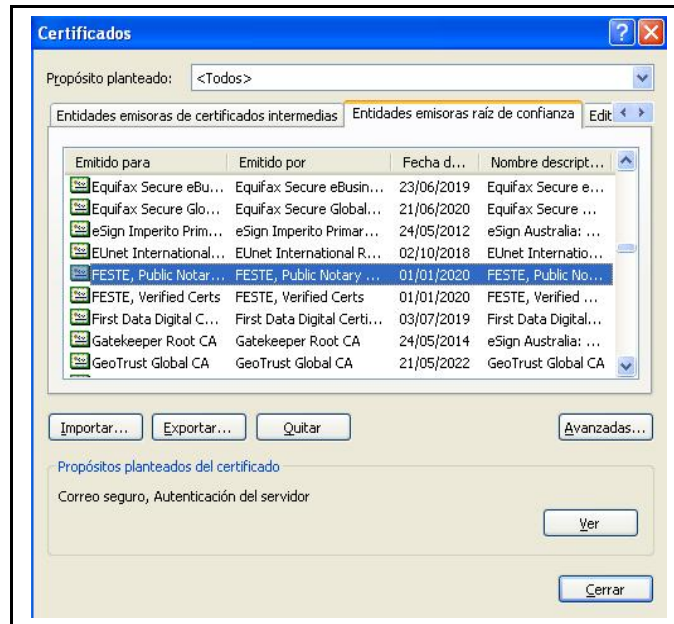 Certificados
Propósito planteado: <Todos>
Entidades emisoras de certificados intermedias Entidades emisoras raíz de confianza Edit
Emitido para Emitido por Fecha d... Nombre descript...
Equifax Secure eBu... Equifax Secure eBusin... 23/06/2019 Equifax Secure e...
Equifax Secure Glo... Equifax Secure Global... 21/06/2020 Equifax Secure ...
eSign Imperito Prim... eSign Imperito Primar... 24/05/2012 eSign Australia: ...
EUnet International... EUnet International R... 02/10/2018 EUnet Internatio...
FESTE, Public Notar... FESTE, Public Notary ... 01/01/2020 FESTE, Public No...
FESTE, Verified Certs FESTE, Verified Certs 01/01/2020 FESTE, Verified ...
First Data Digital C... First Data Digital Certi... 03/07/2019 First Data Digital...
Gatekeeper Root CA Gatekeeper Root CA 24/05/2014 eSign Australia: ...
GeoTrust Global CA GeoTrust Global CA 21/05/2022 GeoTrust Global CA
Importar... Exportar... Quitar Avanzadas...
Propósitos planteados del certificado
Correo seguro, Autenticación del servidor
Ver
Cerrar